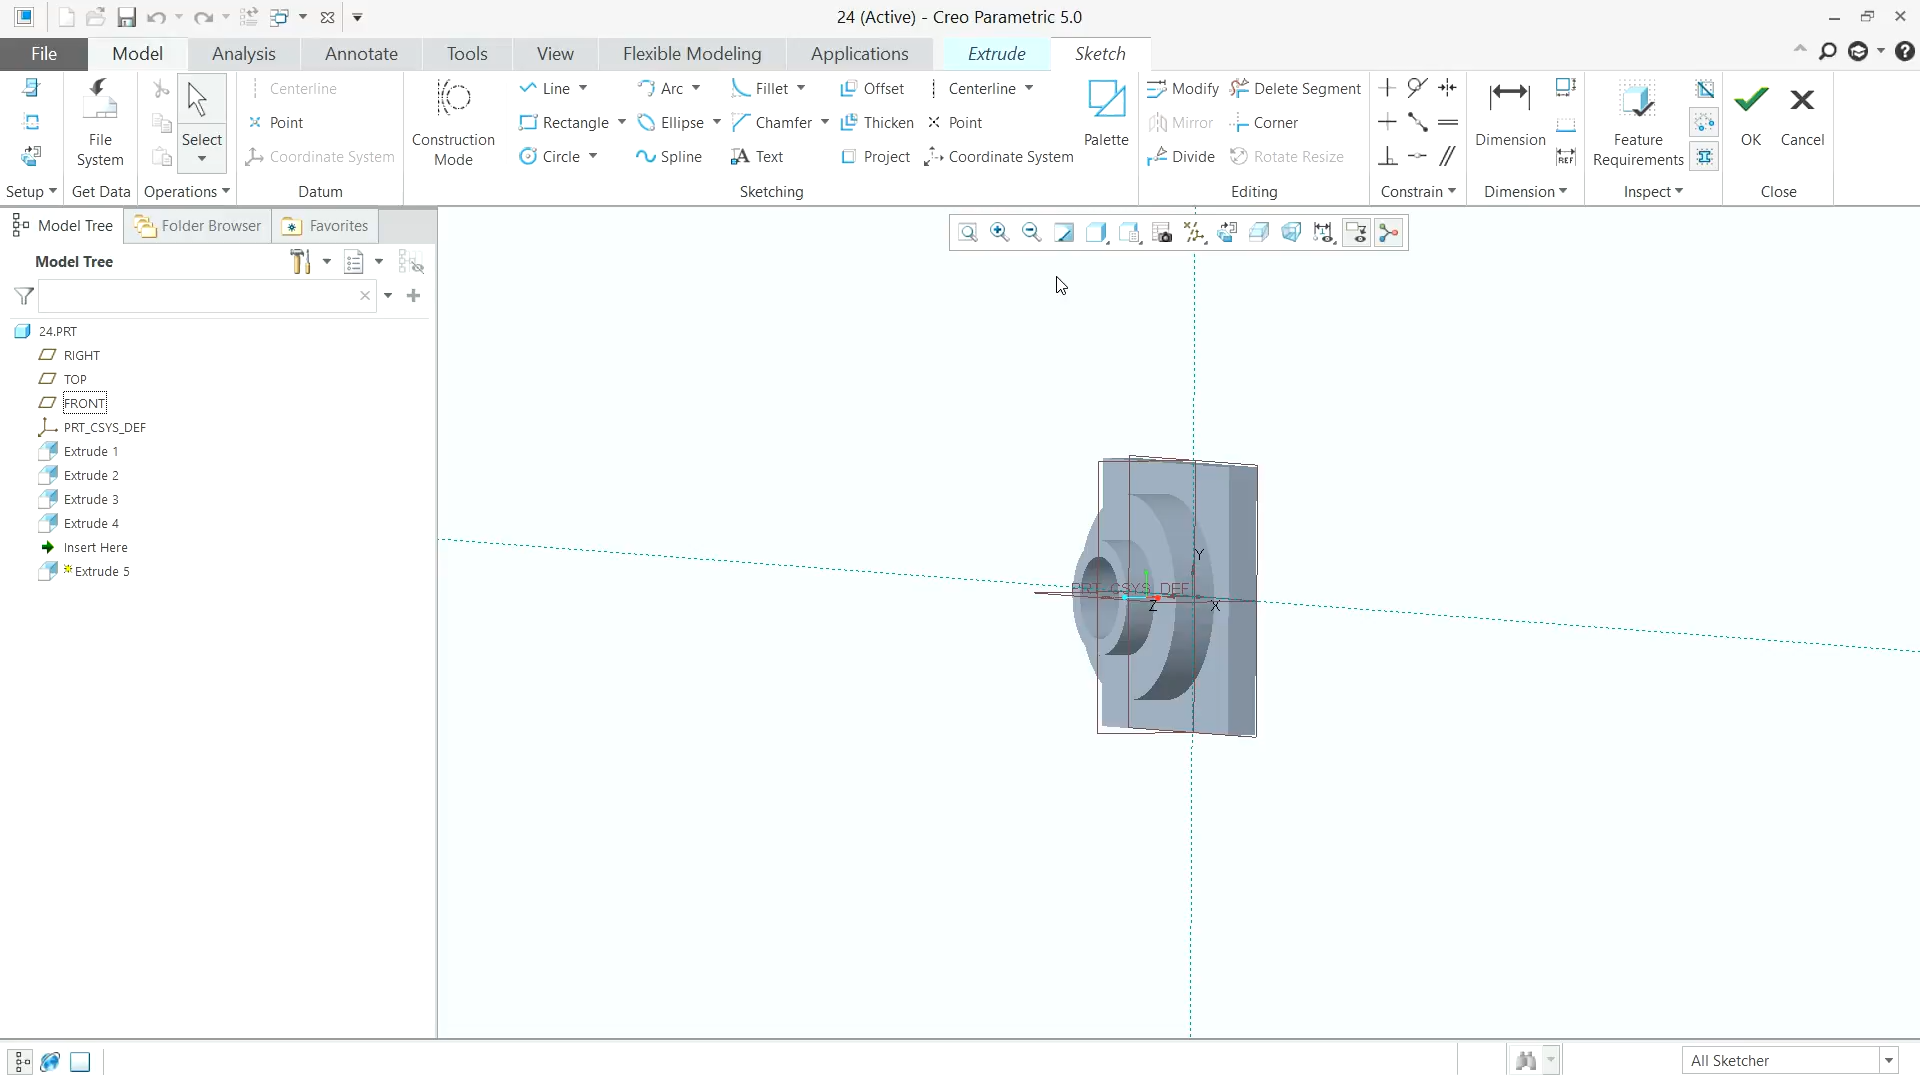 24 (Active) - Creo Parametric 5.0
File Model Analysis Annotate Tools View Flexible Modeling Applications Extrude Sketch
Centerline Line Arc Fillet Offset Centerline Modify Delete Segment
Point Rectangle Ellipse Chamfer Thicken Point Mirror Corner
File System Select Construction Mode Palette Dimension Feature Requirements OK Cancel
Coordinate System Circle Spline Text Project Coordinate System Divide Rotate Resize REF
Setup Get Data Operations Datum Sketching Editing Constrain Dimension Inspect Close
Model Tree Folder Browser Favorites
Model Tree
24.PRT
RIGHT
TOP
FRONT
PRT_CSYS_DEF
Extrude 1
Extrude 2
Extrude 3
Extrude 4
Insert Here
Extrude 5
Y
PRT_CSYS_DEF
Z X
All Sketcher